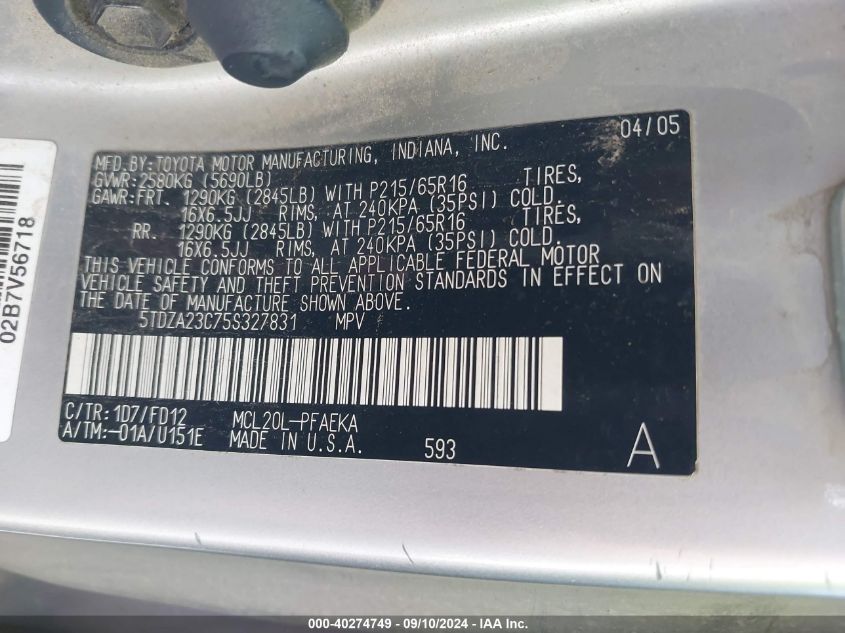 04/05
MFD. BY: TOYOTA MOTOR MANUFACTURING, INDIANA, INC.
GVWR: 2580KG (5690LB)
GAWR: FRT. 1290KG (2845LB) WITH P215/65R16 TIRES,
16X6.5JJ RIMS, AT 240KPA (35PSI) COLD.
RR. 1290KG (2845LB) WITH P215/65R16 TIRES,
16X6.5JJ RIMS, AT 240KPA (35PSI) COLD.
THIS VEHICLE CONFORMS TO ALL APPLICABLE FEDERAL MOTOR
VEHICLE SAFETY AND THEFT PREVENTION STANDARDS IN EFFECT ON
THE DATE OF MANUFACTURE SHOWN ABOVE.
5TDZA23C75S327831 MPV
C/TR: 1D7/FD12 MCL20L-PFAEKA
A/TM: -01A/U151E MADE IN U.S.A. 593 A
02B7V56718
000-40274749 - 09/10/2024 - IAA Inc.